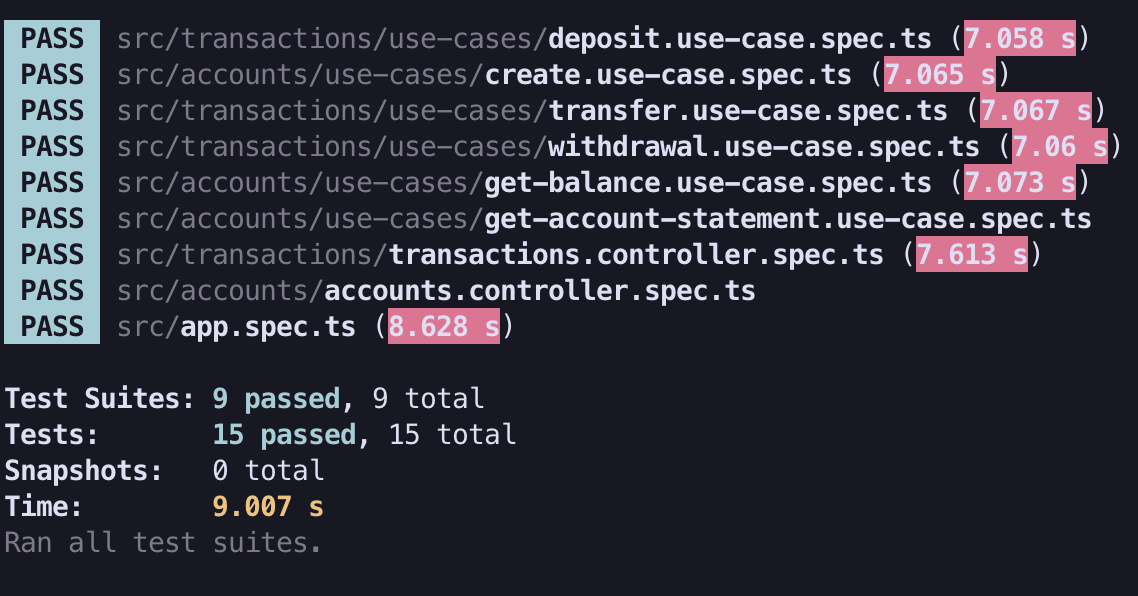 PASS src/transactions/use-cases/deposit.use-case.spec.ts (7.058 s)
PASS src/accounts/use-cases/create.use-case.spec.ts (7.065 s)
PASS src/transactions/use-cases/transfer.use-case.spec.ts (7.067 s)
PASS src/transactions/use-cases/withdrawal.use-case.spec.ts (7.06 s)
PASS src/accounts/use-cases/get-balance.use-case.spec.ts (7.073 s)
PASS src/accounts/use-cases/get-account-statement.use-case.spec.ts
PASS src/transactions/transactions.controller.spec.ts (7.613 s)
PASS src/accounts/accounts.controller.spec.ts
PASS src/app.spec.ts (8.628 s)
Test Suites: 9 passed, 9 total
Tests: 15 passed, 15 total
Snapshots: 0 total
Time: 9.007 s
Ran all test suites.